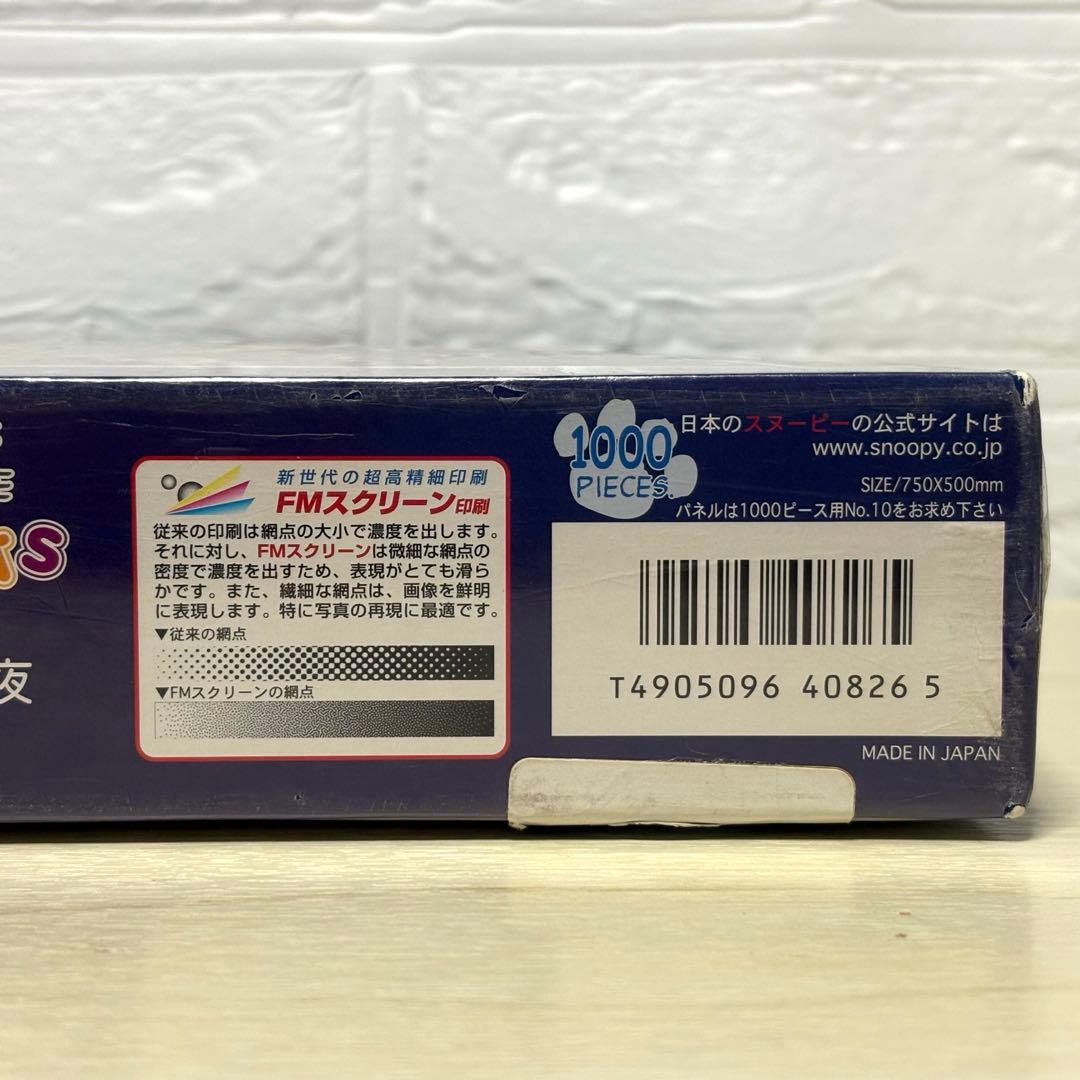 夜
新世代の超高精細印刷
FMスクリーン印刷
従来の印刷は網点の大小で濃度を出します。
それに対し、FMスクリーンは微細な網点の
密度で濃度を出すため、表現がとても滑ら
かです。また、繊細な網点は、画像を鮮明
に表現します。特に写真の再現に最適です。
▼従来の網点
▼FMスクリーンの網点
1000
PIECES.
日本のスヌーピーの公式サイトは
www.snoopy.co.jp
SIZE/750X500mm
パネルは1000ピース用No.10をお求め下さい
T4905096 40826 5
MADE IN JAPAN